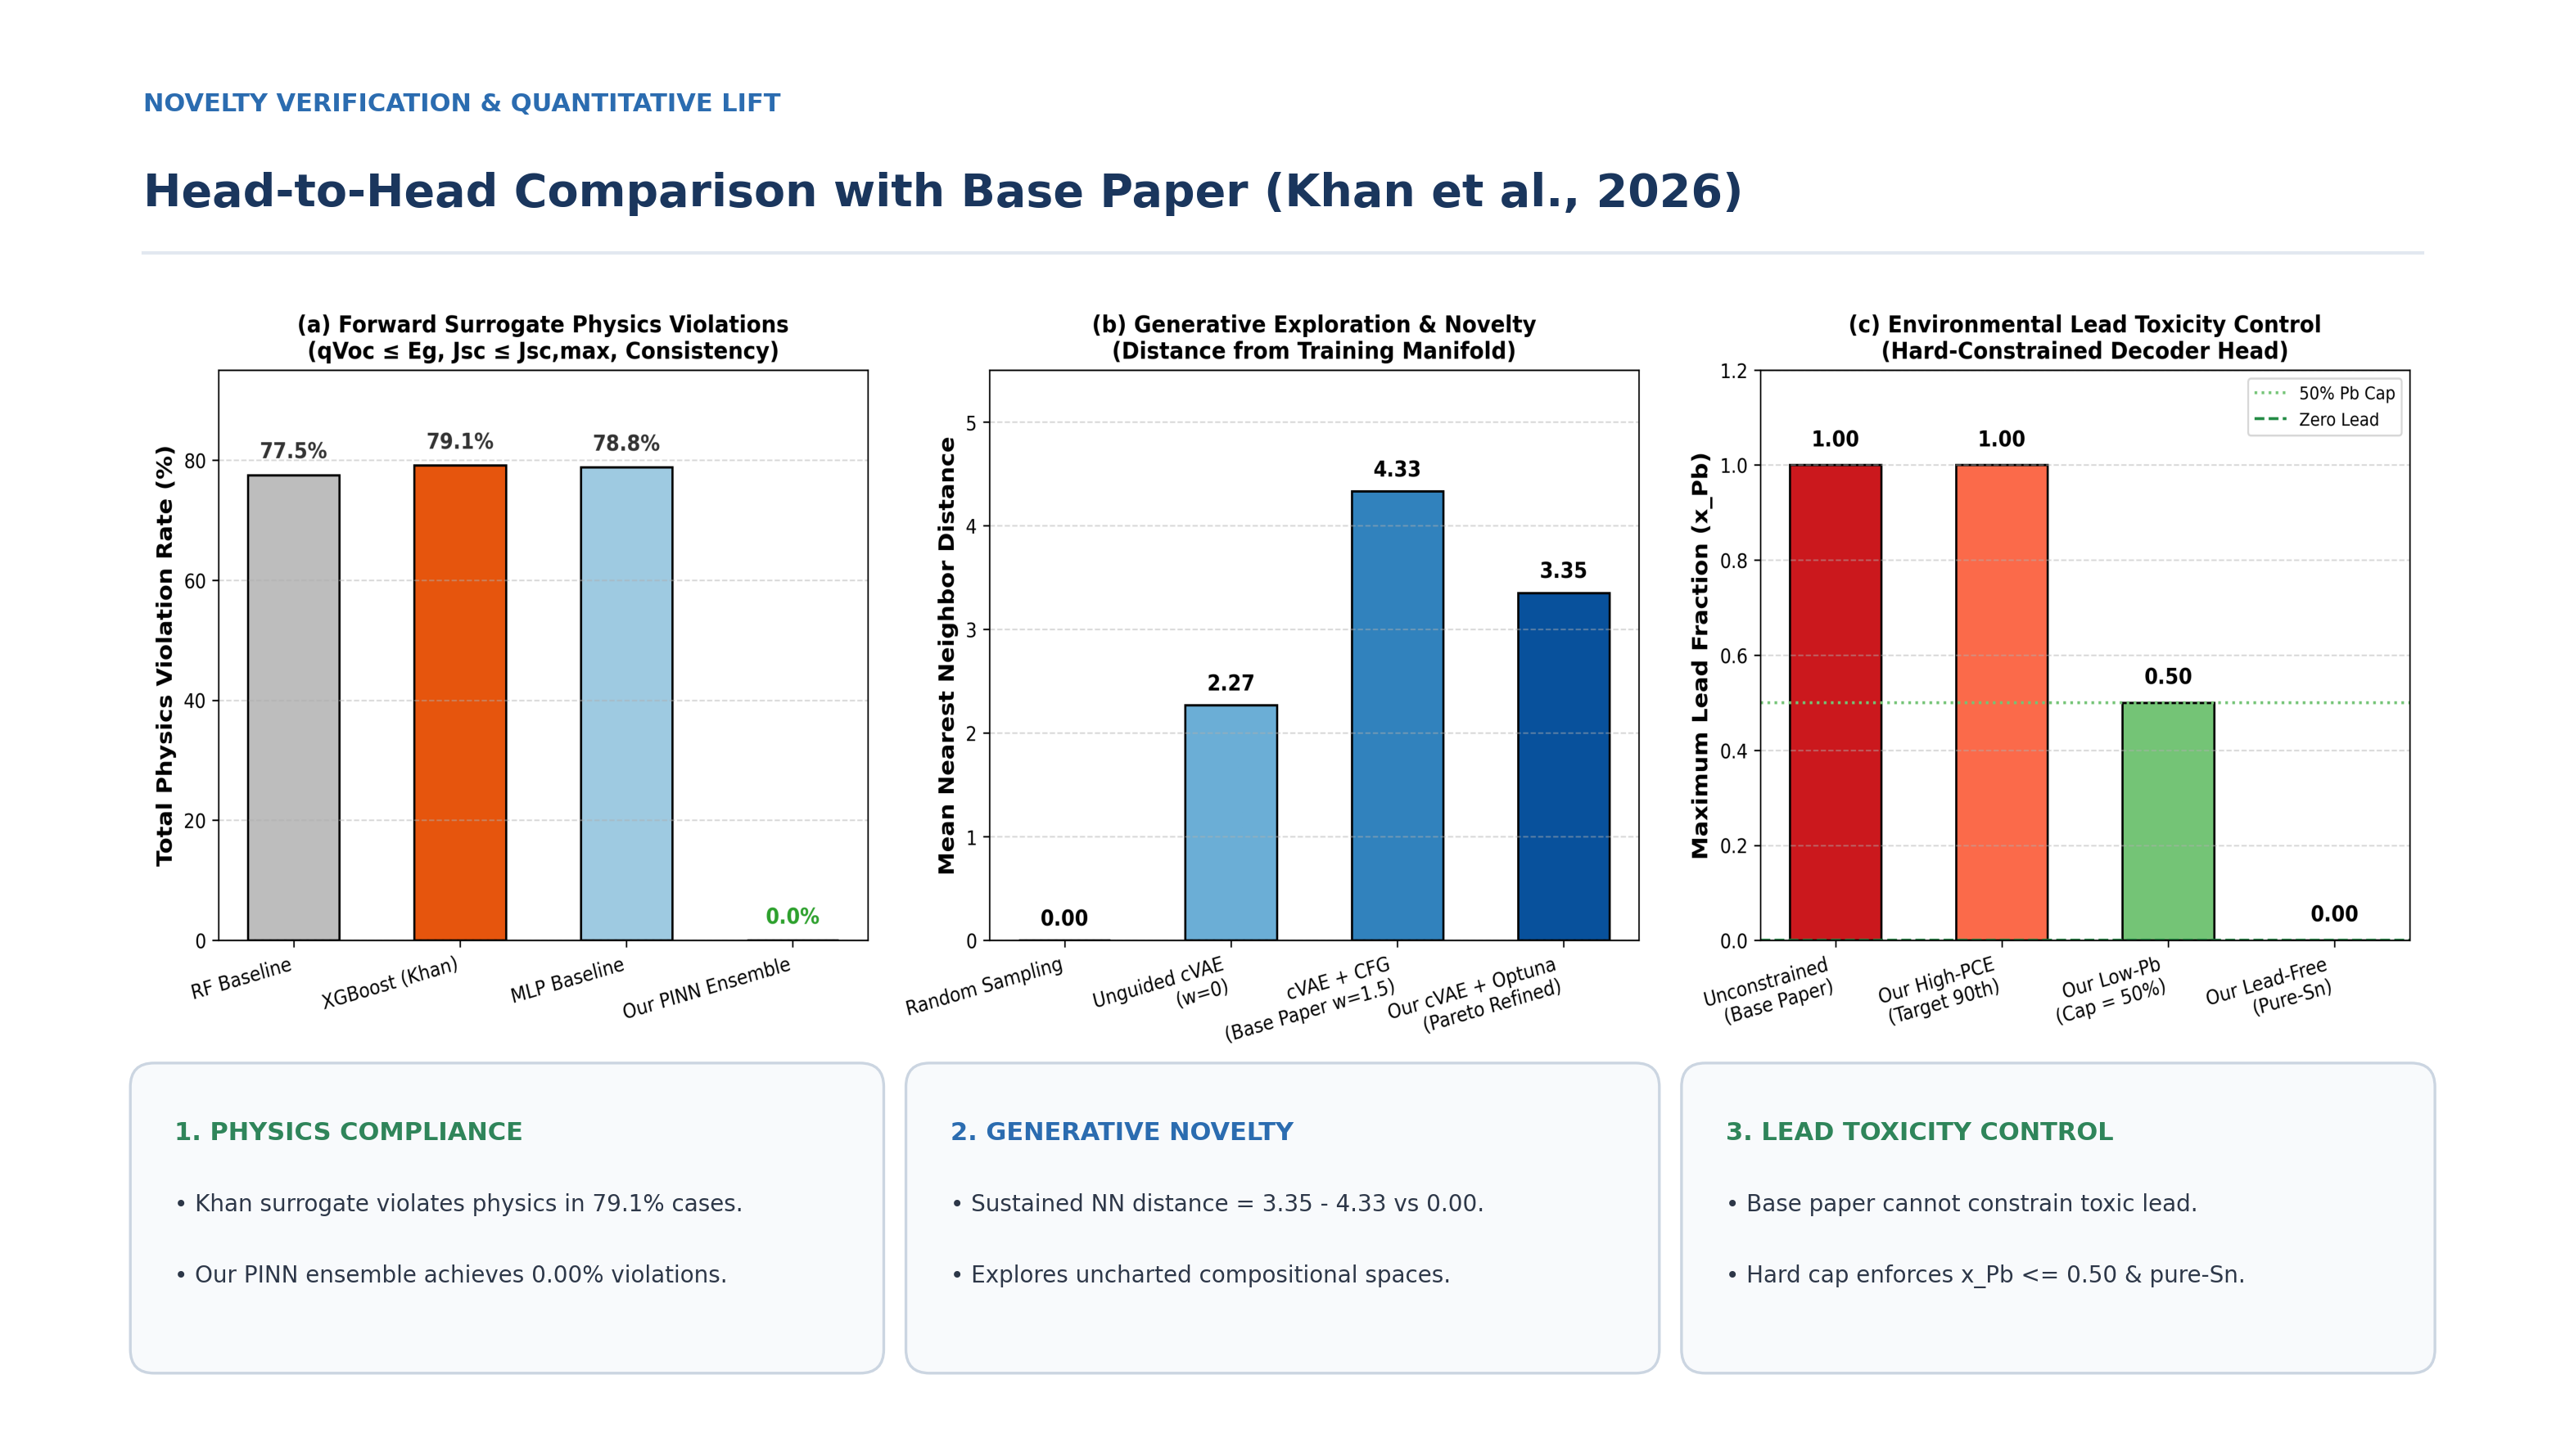 NOVELTY VERIFICATION & QUANTITATIVE LIFT
Head-to-Head Comparison with Base Paper (Khan et al., 2026)
(a) Forward Surrogate Physics Violations
(qVoc ≤ Eg, Jsc ≤ Jsc,max, Consistency)
Total Physics Violation Rate (%)
80
60
40
20
0
77.5%
79.1%
78.8%
0.0%
RF Baseline
XGBoost (Khan)
MLP Baseline
Our PINN Ensemble
(b) Generative Exploration & Novelty
(Distance from Training Manifold)
Mean Nearest Neighbor Distance
5
4
3
2
1
0
0.00
2.27
4.33
3.35
Random Sampling
Unguided cVAE
(w=0)
cVAE + CFG
(Base Paper w=1.5)
Our cVAE + Optuna
(Pareto Refined)
(c) Environmental Lead Toxicity Control
(Hard-Constrained Decoder Head)
Maximum Lead Fraction (x_Pb)
1.2
1.0
0.8
0.6
0.4
0.2
0.0
50% Pb Cap
Zero Lead
1.00
1.00
0.50
0.00
Unconstrained
(Base Paper)
Our High-PCE
(Target 90th)
Our Low-Pb
(Cap = 50%)
Our Lead-Free
(Pure-Sn)
1. PHYSICS COMPLIANCE
• Khan surrogate violates physics in 79.1% cases.
• Our PINN ensemble achieves 0.00% violations.
2. GENERATIVE NOVELTY
• Sustained NN distance = 3.35 - 4.33 vs 0.00.
• Explores uncharted compositional spaces.
3. LEAD TOXICITY CONTROL
• Base paper cannot constrain toxic lead.
• Hard cap enforces x_Pb <= 0.50 & pure-Sn.